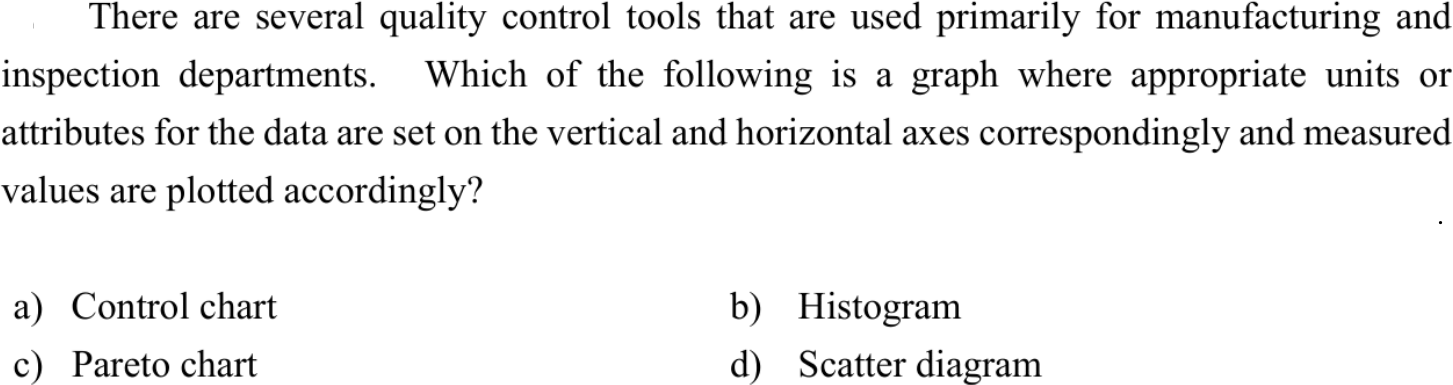 There are several quality control tools that are used primarily for manufacturing and
inspection departments. Which of the following is a graph where appropriate units or
attributes for the data are set on the vertical and horizontal axes correspondingly and measured
values are plotted accordingly?
a) Control chart b) Histogram
c) Pareto chart d) Scatter diagram